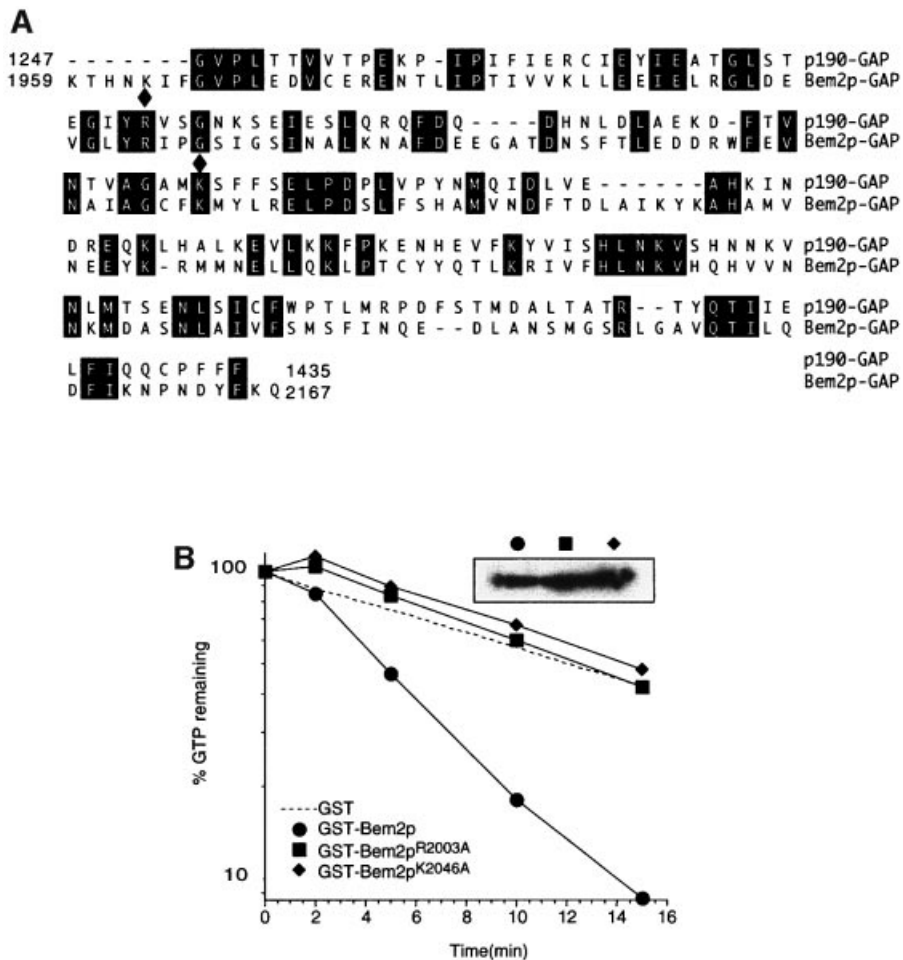 A
1247 - - - - - - - G V P L T T V V T P E K P - I P I F I E R C I E Y I E A T G L S T p190-GAP
1959 K T H N K I F G V P L E D V C E R E N T L I P T I V V K L L E E I E L R G L D E Bem2p-GAP
E G I Y R V S G N K S E I E S L Q R Q F D Q - - - - D H N L D L A E K D - F T V p190-GAP
V G L Y R I P G S I G S I N A L K N A F D E E G A T D N S F T L E D D R W F E V Bem2p-GAP
N T V A G A M K S F F S E L P D P L V P Y N M Q I D L V E - - - - - - A H K I N p190-GAP
N A I A G C F K M Y L R E L P D S L F S H A M V N D F T D L A I K Y K A H A M V Bem2p-GAP
D R E Q K L H A L K E V L K K F P K E N H E V F K Y V I S H L N K V S H N N K V p190-GAP
N E E Y K - R M M N E L L Q K L P T C Y Y Q T L K R I V F H L N K V H Q H V V N Bem2p-GAP
N L M T S E N L S I C F W P T L M R P D F S T M D A L T A T R - - T Y Q T I I E p190-GAP
N K M D A S N L A I V F S M S F I N Q E - - D L A N S M G S R L G A V Q T I L Q Bem2p-GAP
L F I Q Q C P F F F 1435 p190-GAP
D F I K N P N D Y F K Q 2167 Bem2p-GAP
B
100
10
% GTP remaining
GST
GST-Bem2p
GST-Bem2pR2003A
GST-Bem2pK2046A
0 2 4 6 8 10 12 14 16
Time(min)